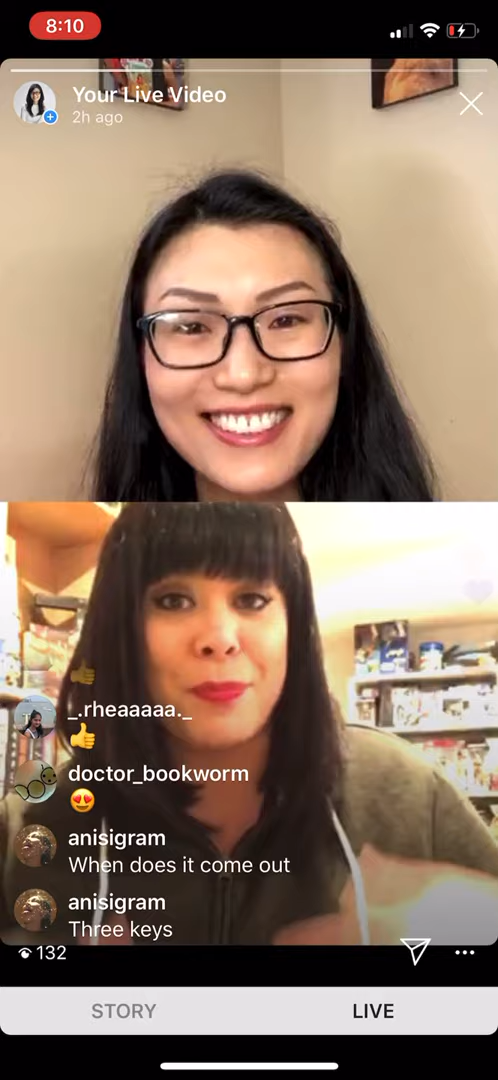 8:10
Your Live Video
2h ago
_.rheaaaaa._
👍
doctor_bookworm
😍
anisigram
When does it come out
anisigram
Three keys
132
STORY
LIVE